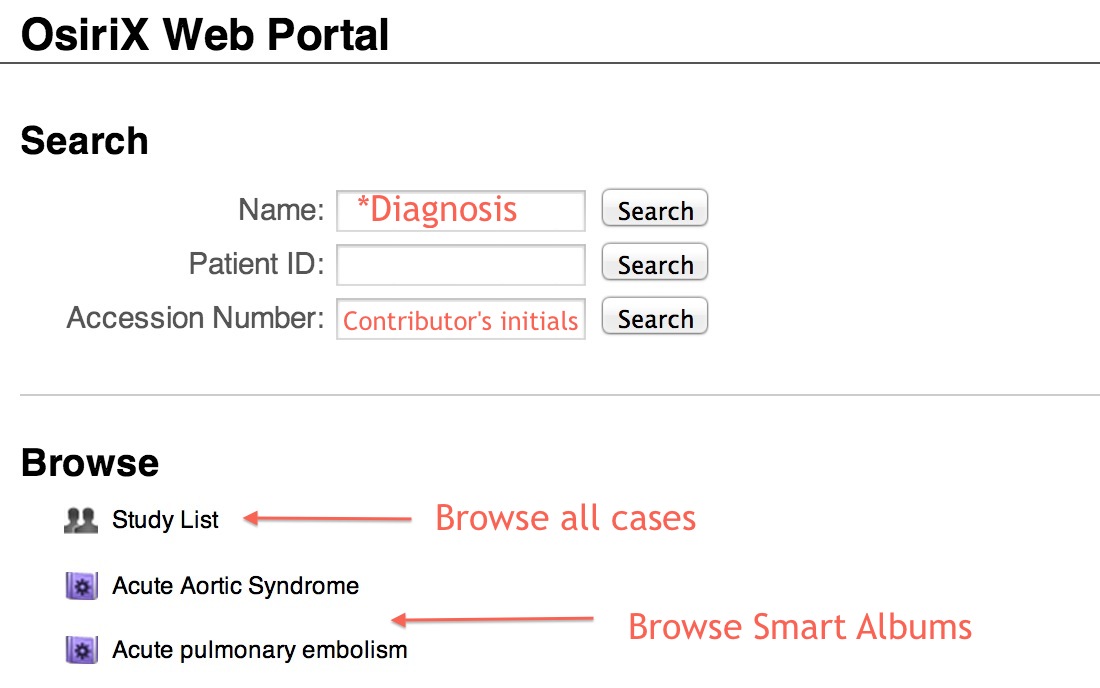 OsiriX Web Portal
Search
Name: *Diagnosis Search
Patient ID: Search
Accession Number: Contributor's initials Search
Browse
Study List Browse all cases
Acute Aortic Syndrome
Browse Smart Albums
Acute pulmonary embolism